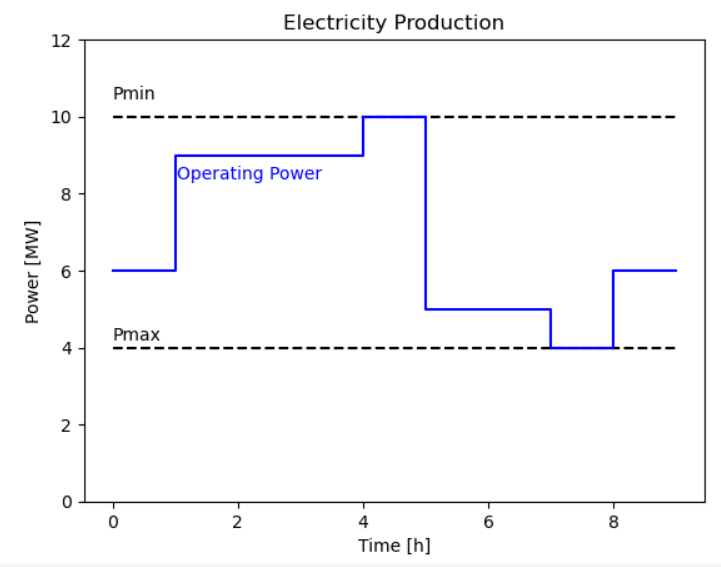 Electricity Production
12
Pmin
10
Operating Power
8
6
Pmax
4
2
0
Power [MW]
0 2 4 6 8
Time [h]